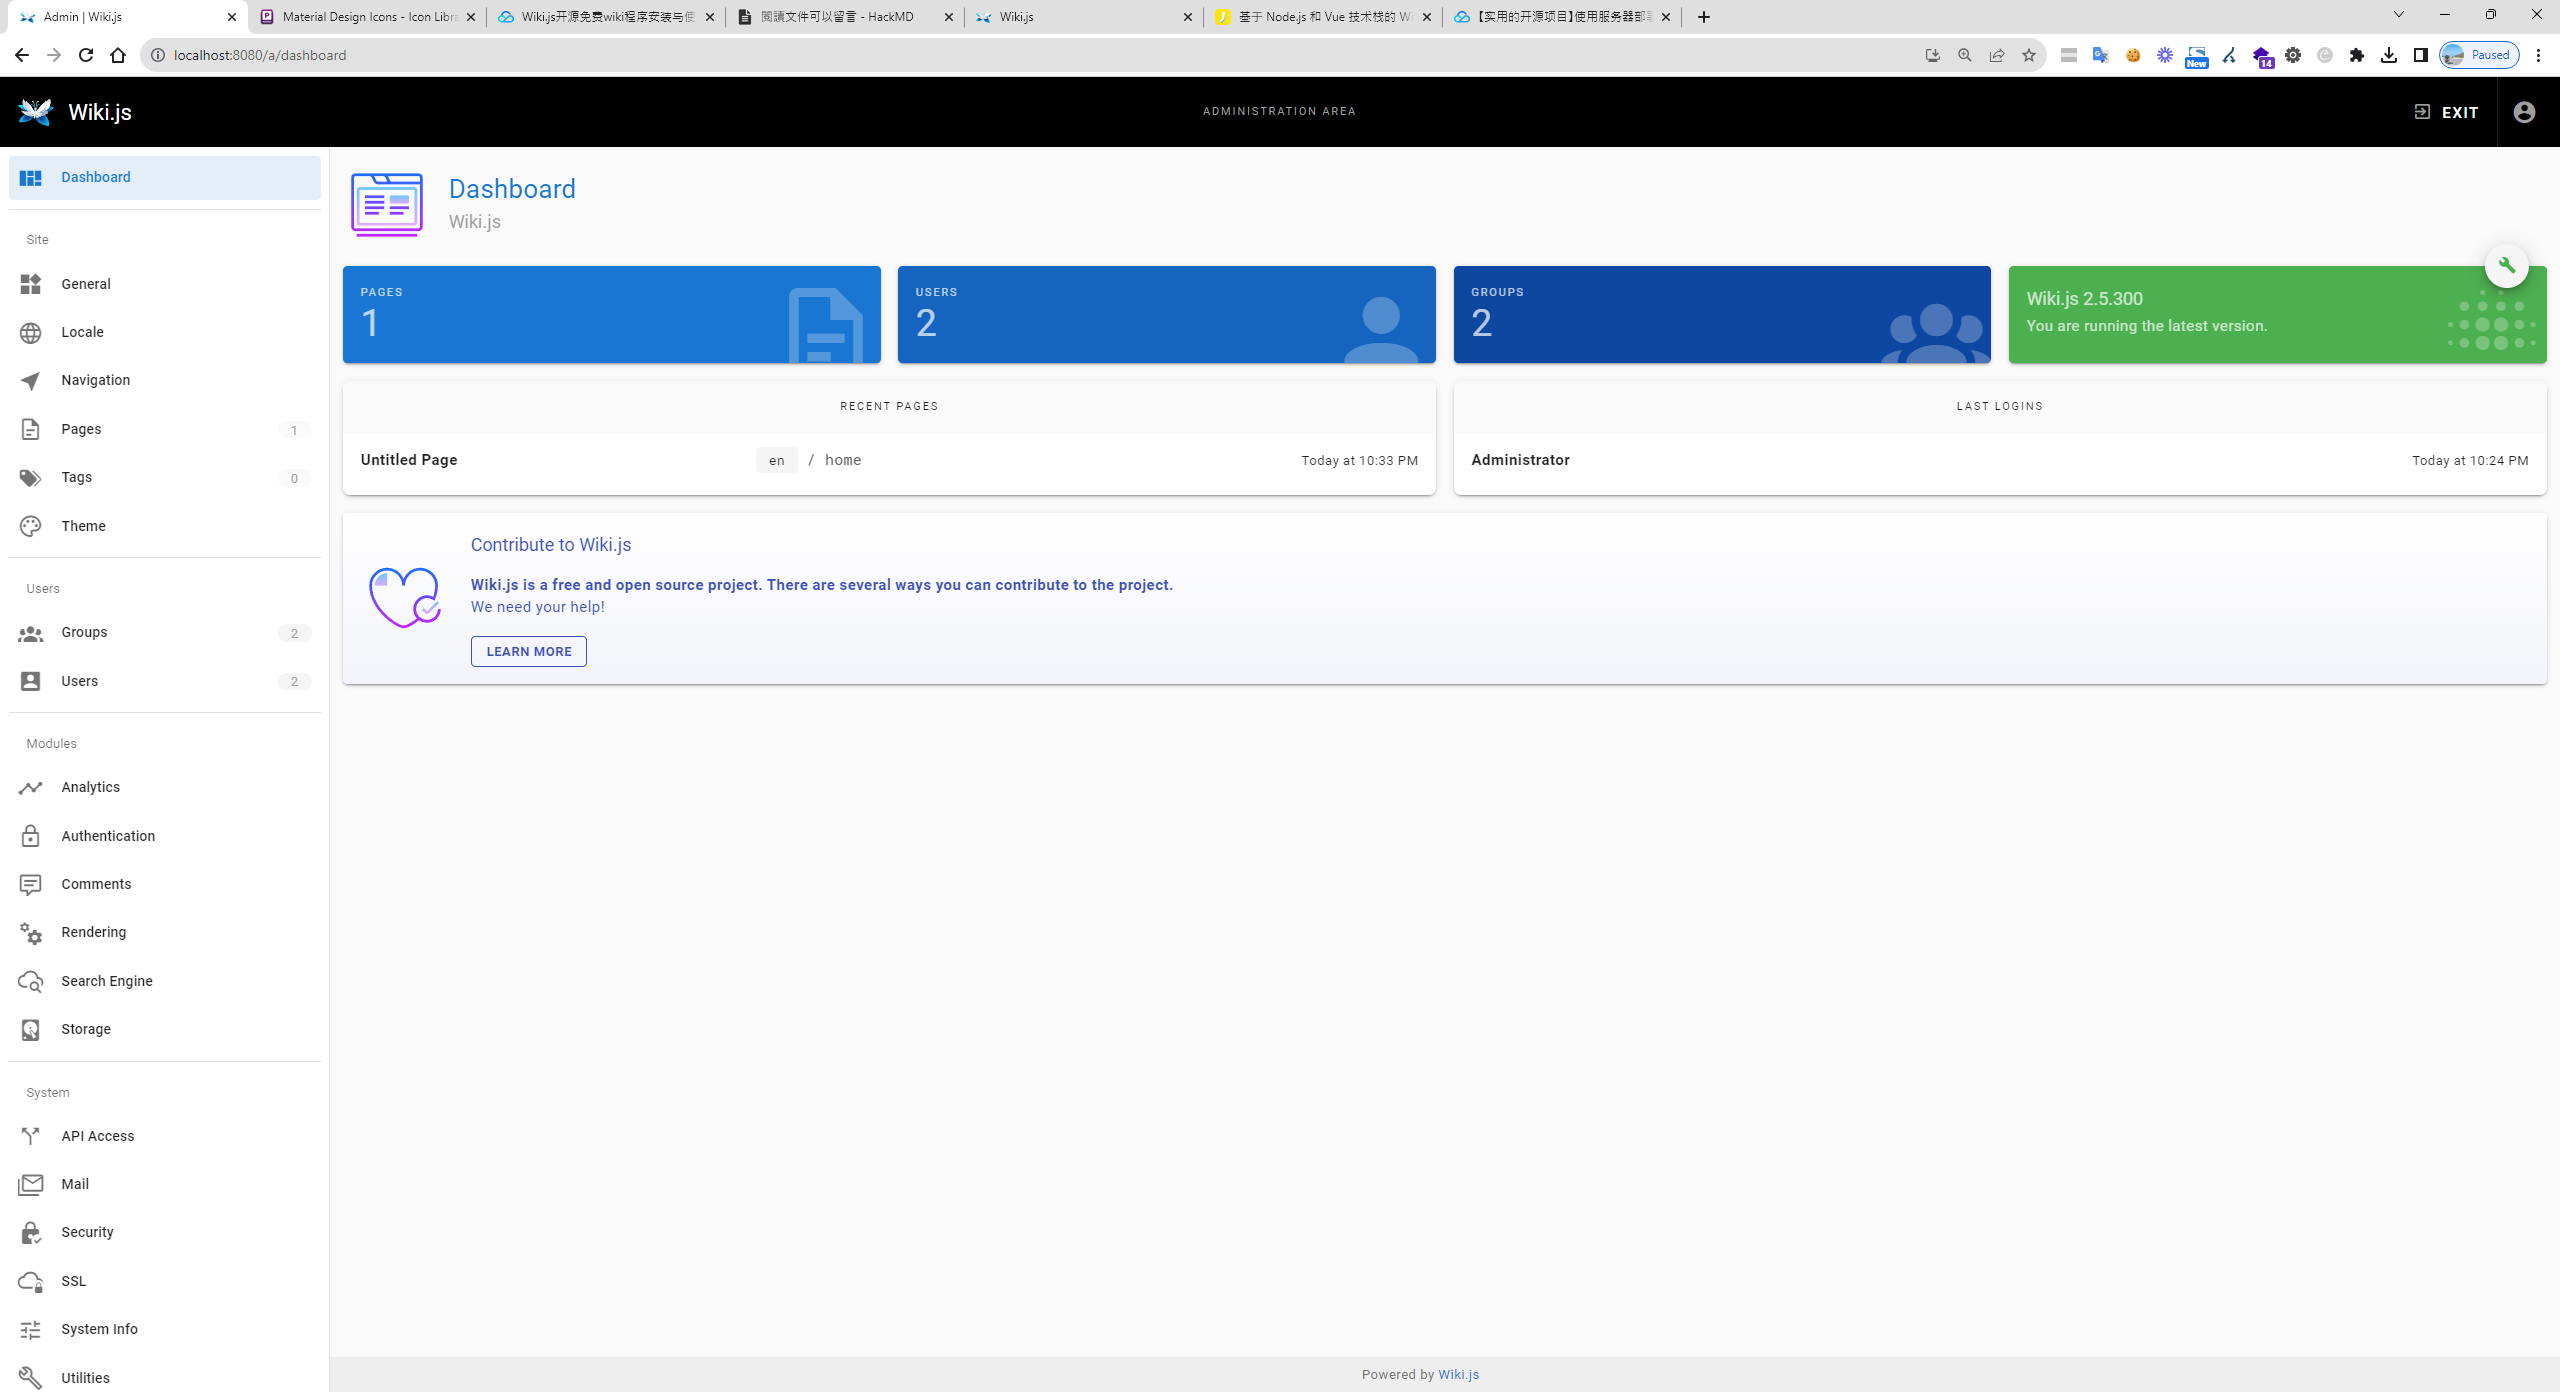 Admin | Wiki.js
Material Design Icons - Icon Libra
Wiki.js开源免费wiki程序安装与使
閱讀文件可以留言 - HackMD
Wiki.js
基于 Node.js 和 Vue 技术栈的 Wi
【实用的开源项目】使用服务器部署
localhost:8080/a/dashboard
New
14
Paused
Wiki.js
ADMINISTRATION AREA
EXIT
Dashboard
Site
General
Locale
Navigation
Pages 1
Tags 0
Theme
Users
Groups 2
Users 2
Modules
Analytics
Authentication
Comments
Rendering
Search Engine
Storage
System
API Access
Mail
Security
SSL
System Info
Utilities
Dashboard
Wiki.js
PAGES
1
USERS
2
GROUPS
2
Wiki.js 2.5.300
You are running the latest version.
RECENT PAGES
Untitled Page en / home Today at 10:33 PM
LAST LOGINS
Administrator Today at 10:24 PM
Contribute to Wiki.js
Wiki.js is a free and open source project. There are several ways you can contribute to the project.
We need your help!
LEARN MORE
Powered by Wiki.js